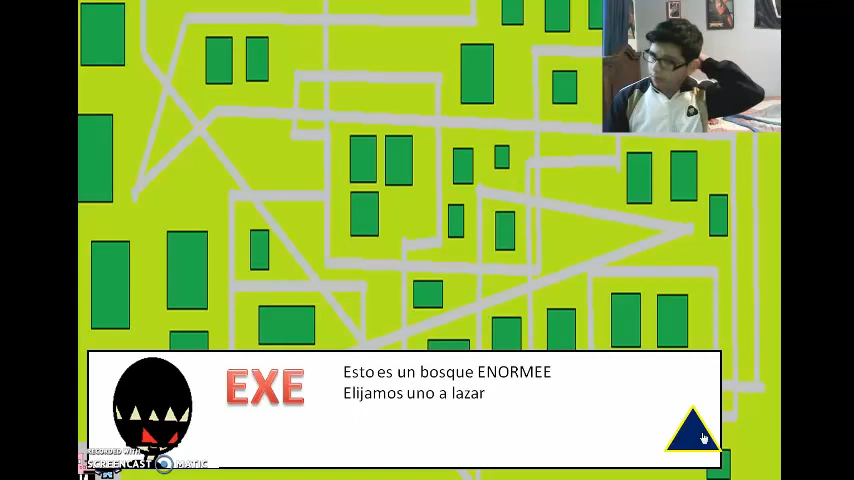 Esto es un bosque ENORMEE
EXE
Elijamos uno a lazar
RECORDED WITH
SCREENCAST MATIC